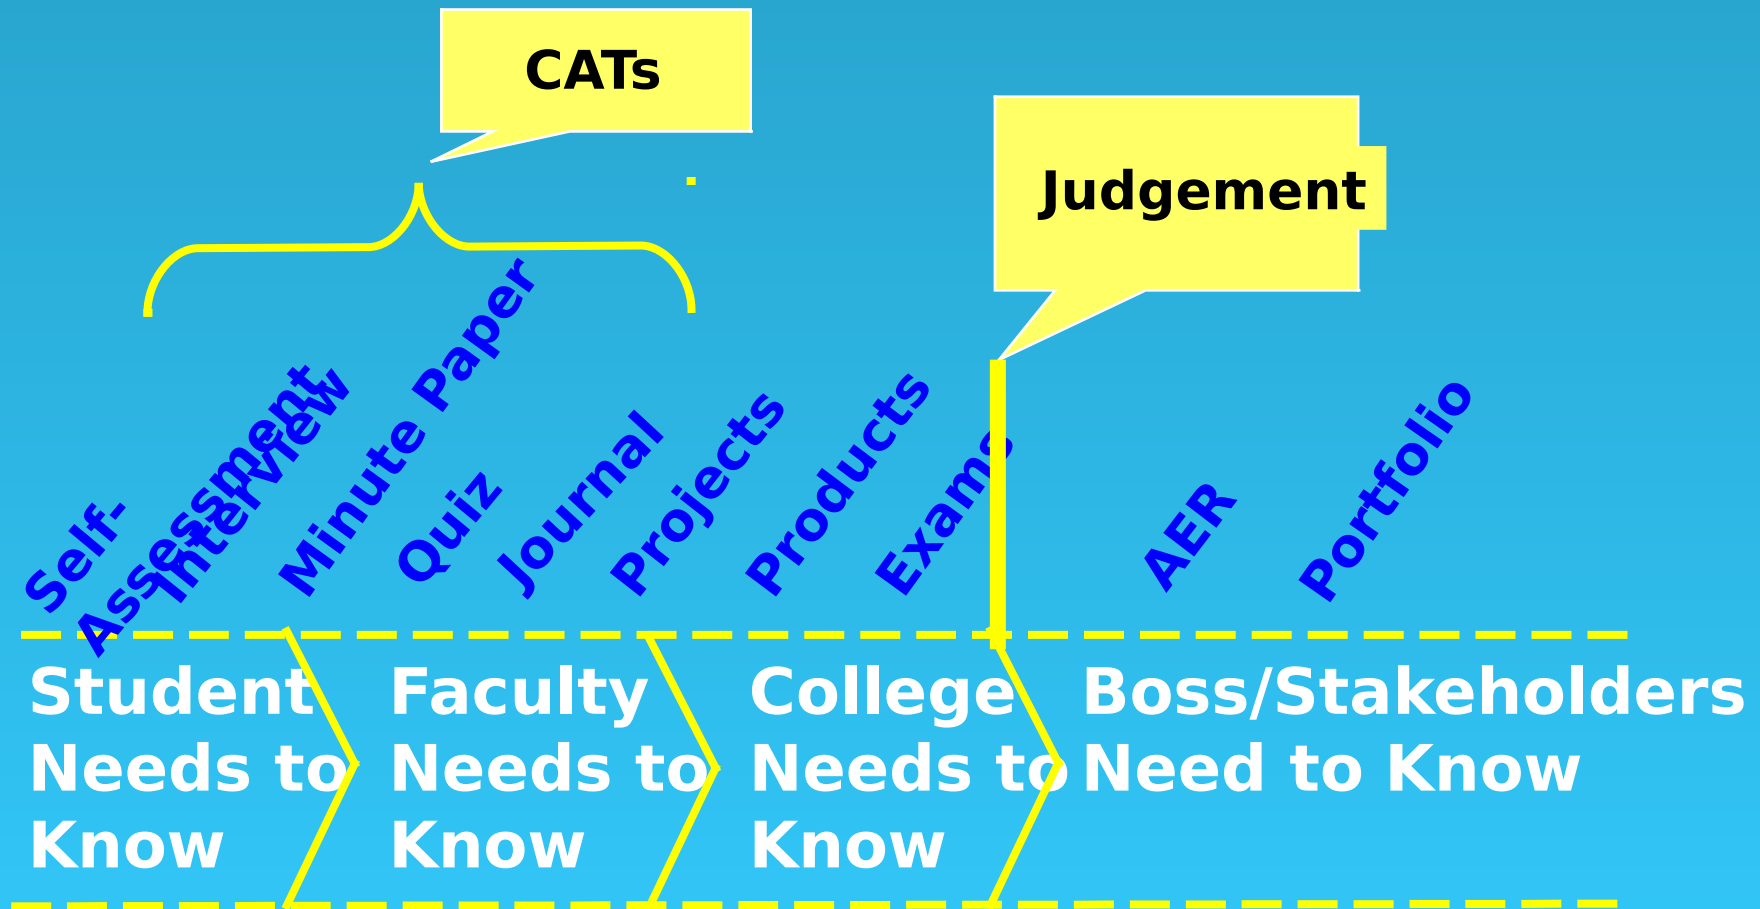 CATs
Judgement
Self-
Assessment
Interview
Minute Paper
Quiz
Journal
Projects
Products
Exams
AER
Portfolio
Student
Needs to
Know
Faculty
Needs to
Know
College
Needs to
Know
Boss/Stakeholders
Need to Know